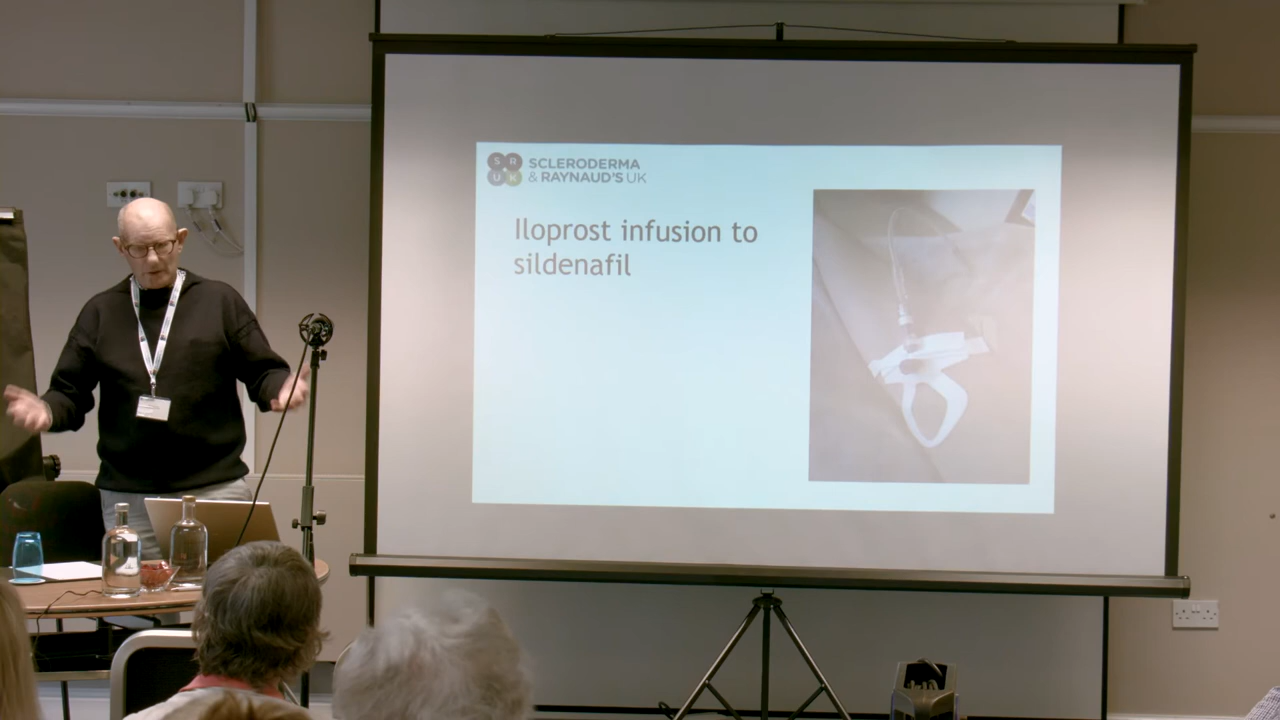 S R
U K
SCLERODERMA
& RAYNAUD'S UK
Iloprost infusion to
sildenafil